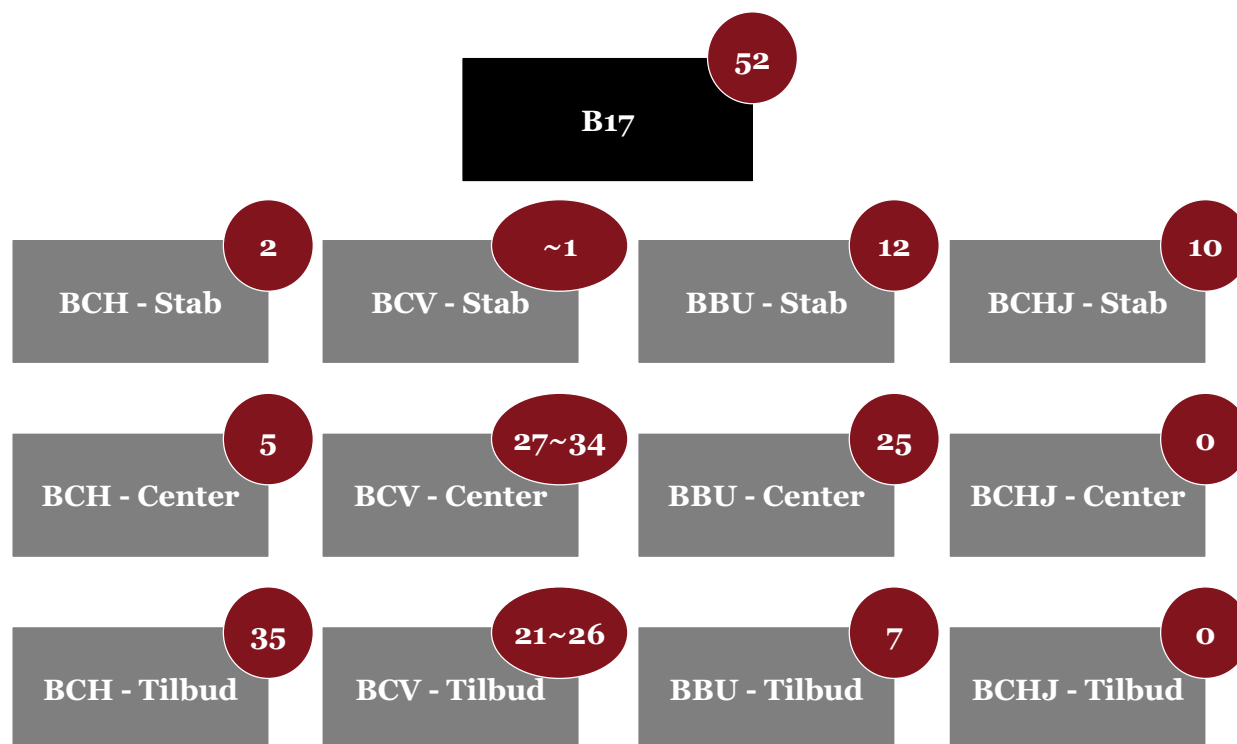 52
B17
2
~1
12
10
BCH - Stab
BCV - Stab
BBU - Stab
BCHJ - Stab
5
27~34
25
0
BCH - Center
BCV - Center
BBU - Center
BCHJ - Center
35
21~26
7
0
BCH - Tilbud
BCV - Tilbud
BBU - Tilbud
BCHJ - Tilbud